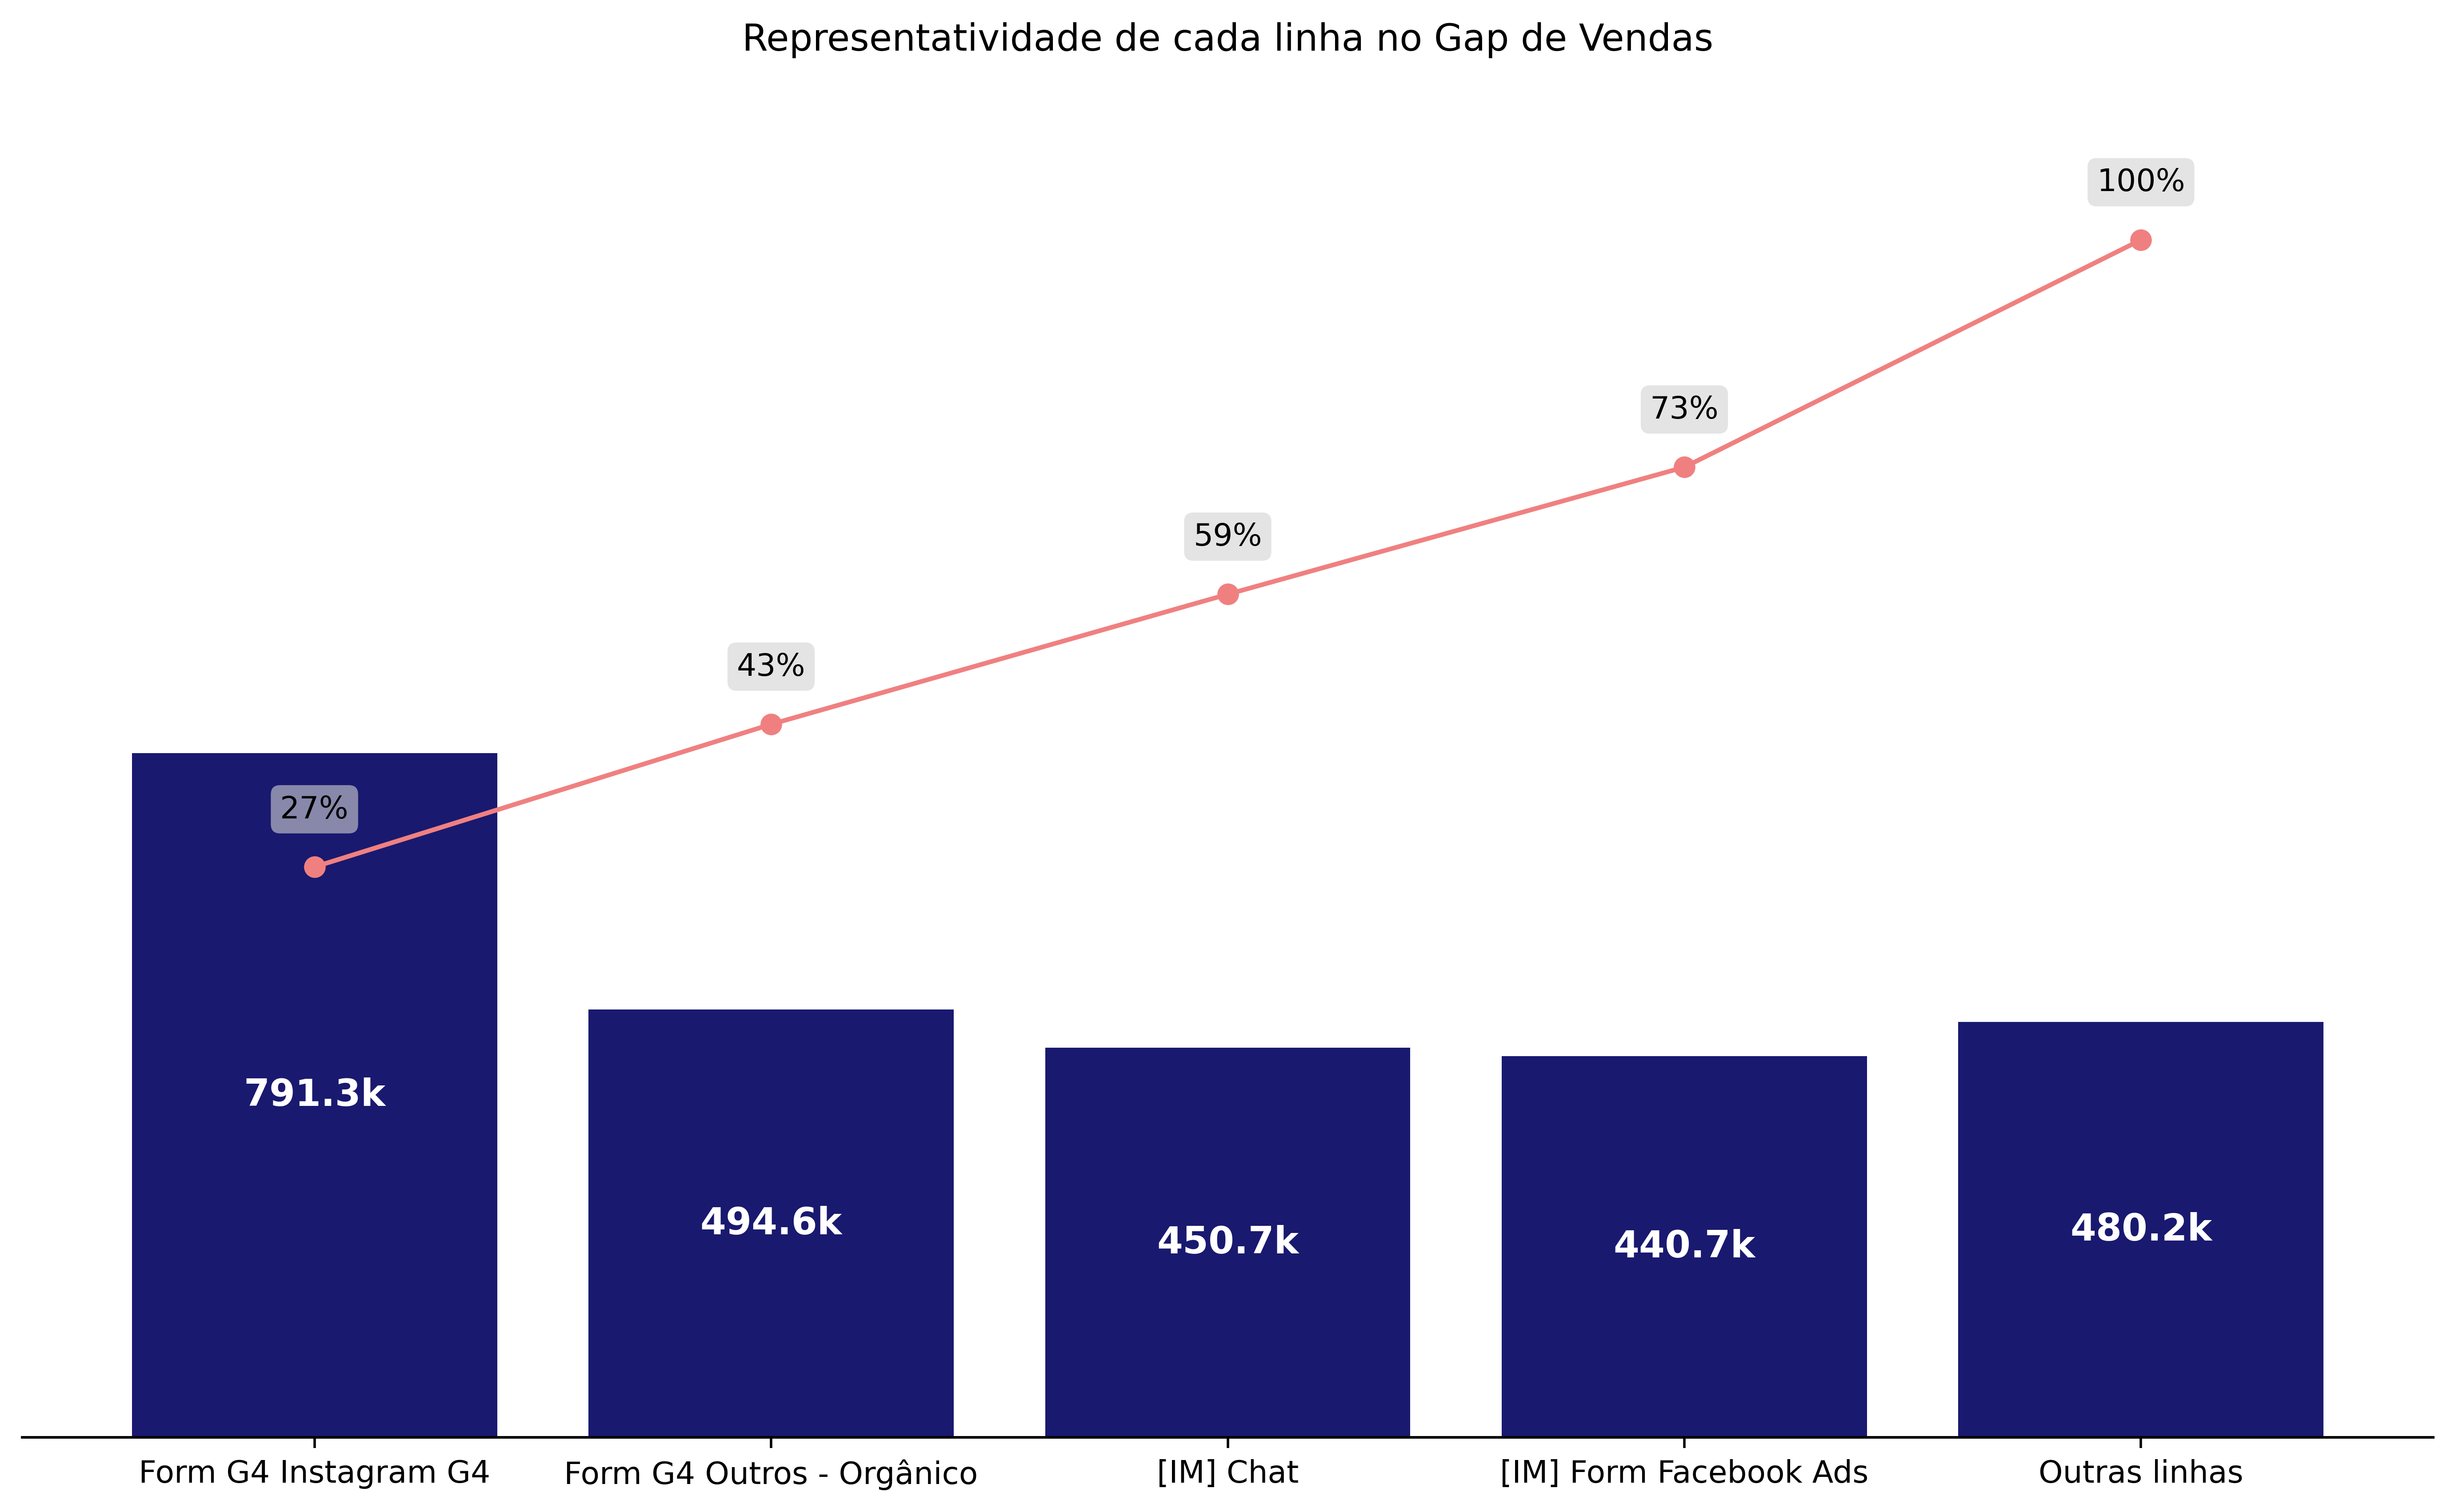 Representatividade de cada linha no Gap de Vendas
100%
73%
59%
43%
27%
791.3k
494.6k
450.7k
440.7k
480.2k
Form G4 Instagram G4
Form G4 Outros - Orgânico
[IM] Chat
[IM] Form Facebook Ads
Outras linhas